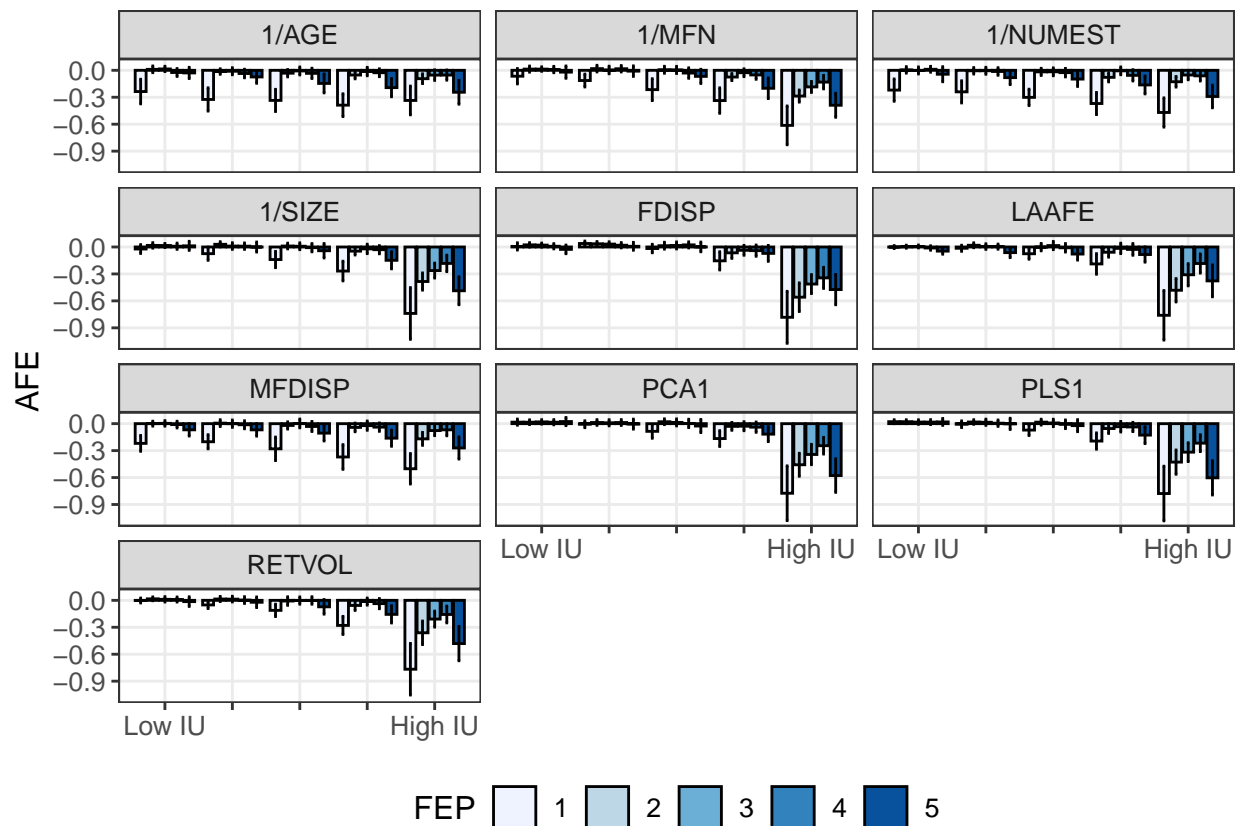 1/AGE
1/MFN
1/NUMEST
0.0
−0.3
−0.6
−0.9
1/SIZE
FDISP
LAAFE
0.0
−0.3
−0.6
−0.9
AFE
MFDISP
PCA1
PLS1
0.0
−0.3
−0.6
−0.9
Low IU High IU Low IU High IU
RETVOL
0.0
−0.3
−0.6
−0.9
Low IU High IU
FEP 1 2 3 4 5